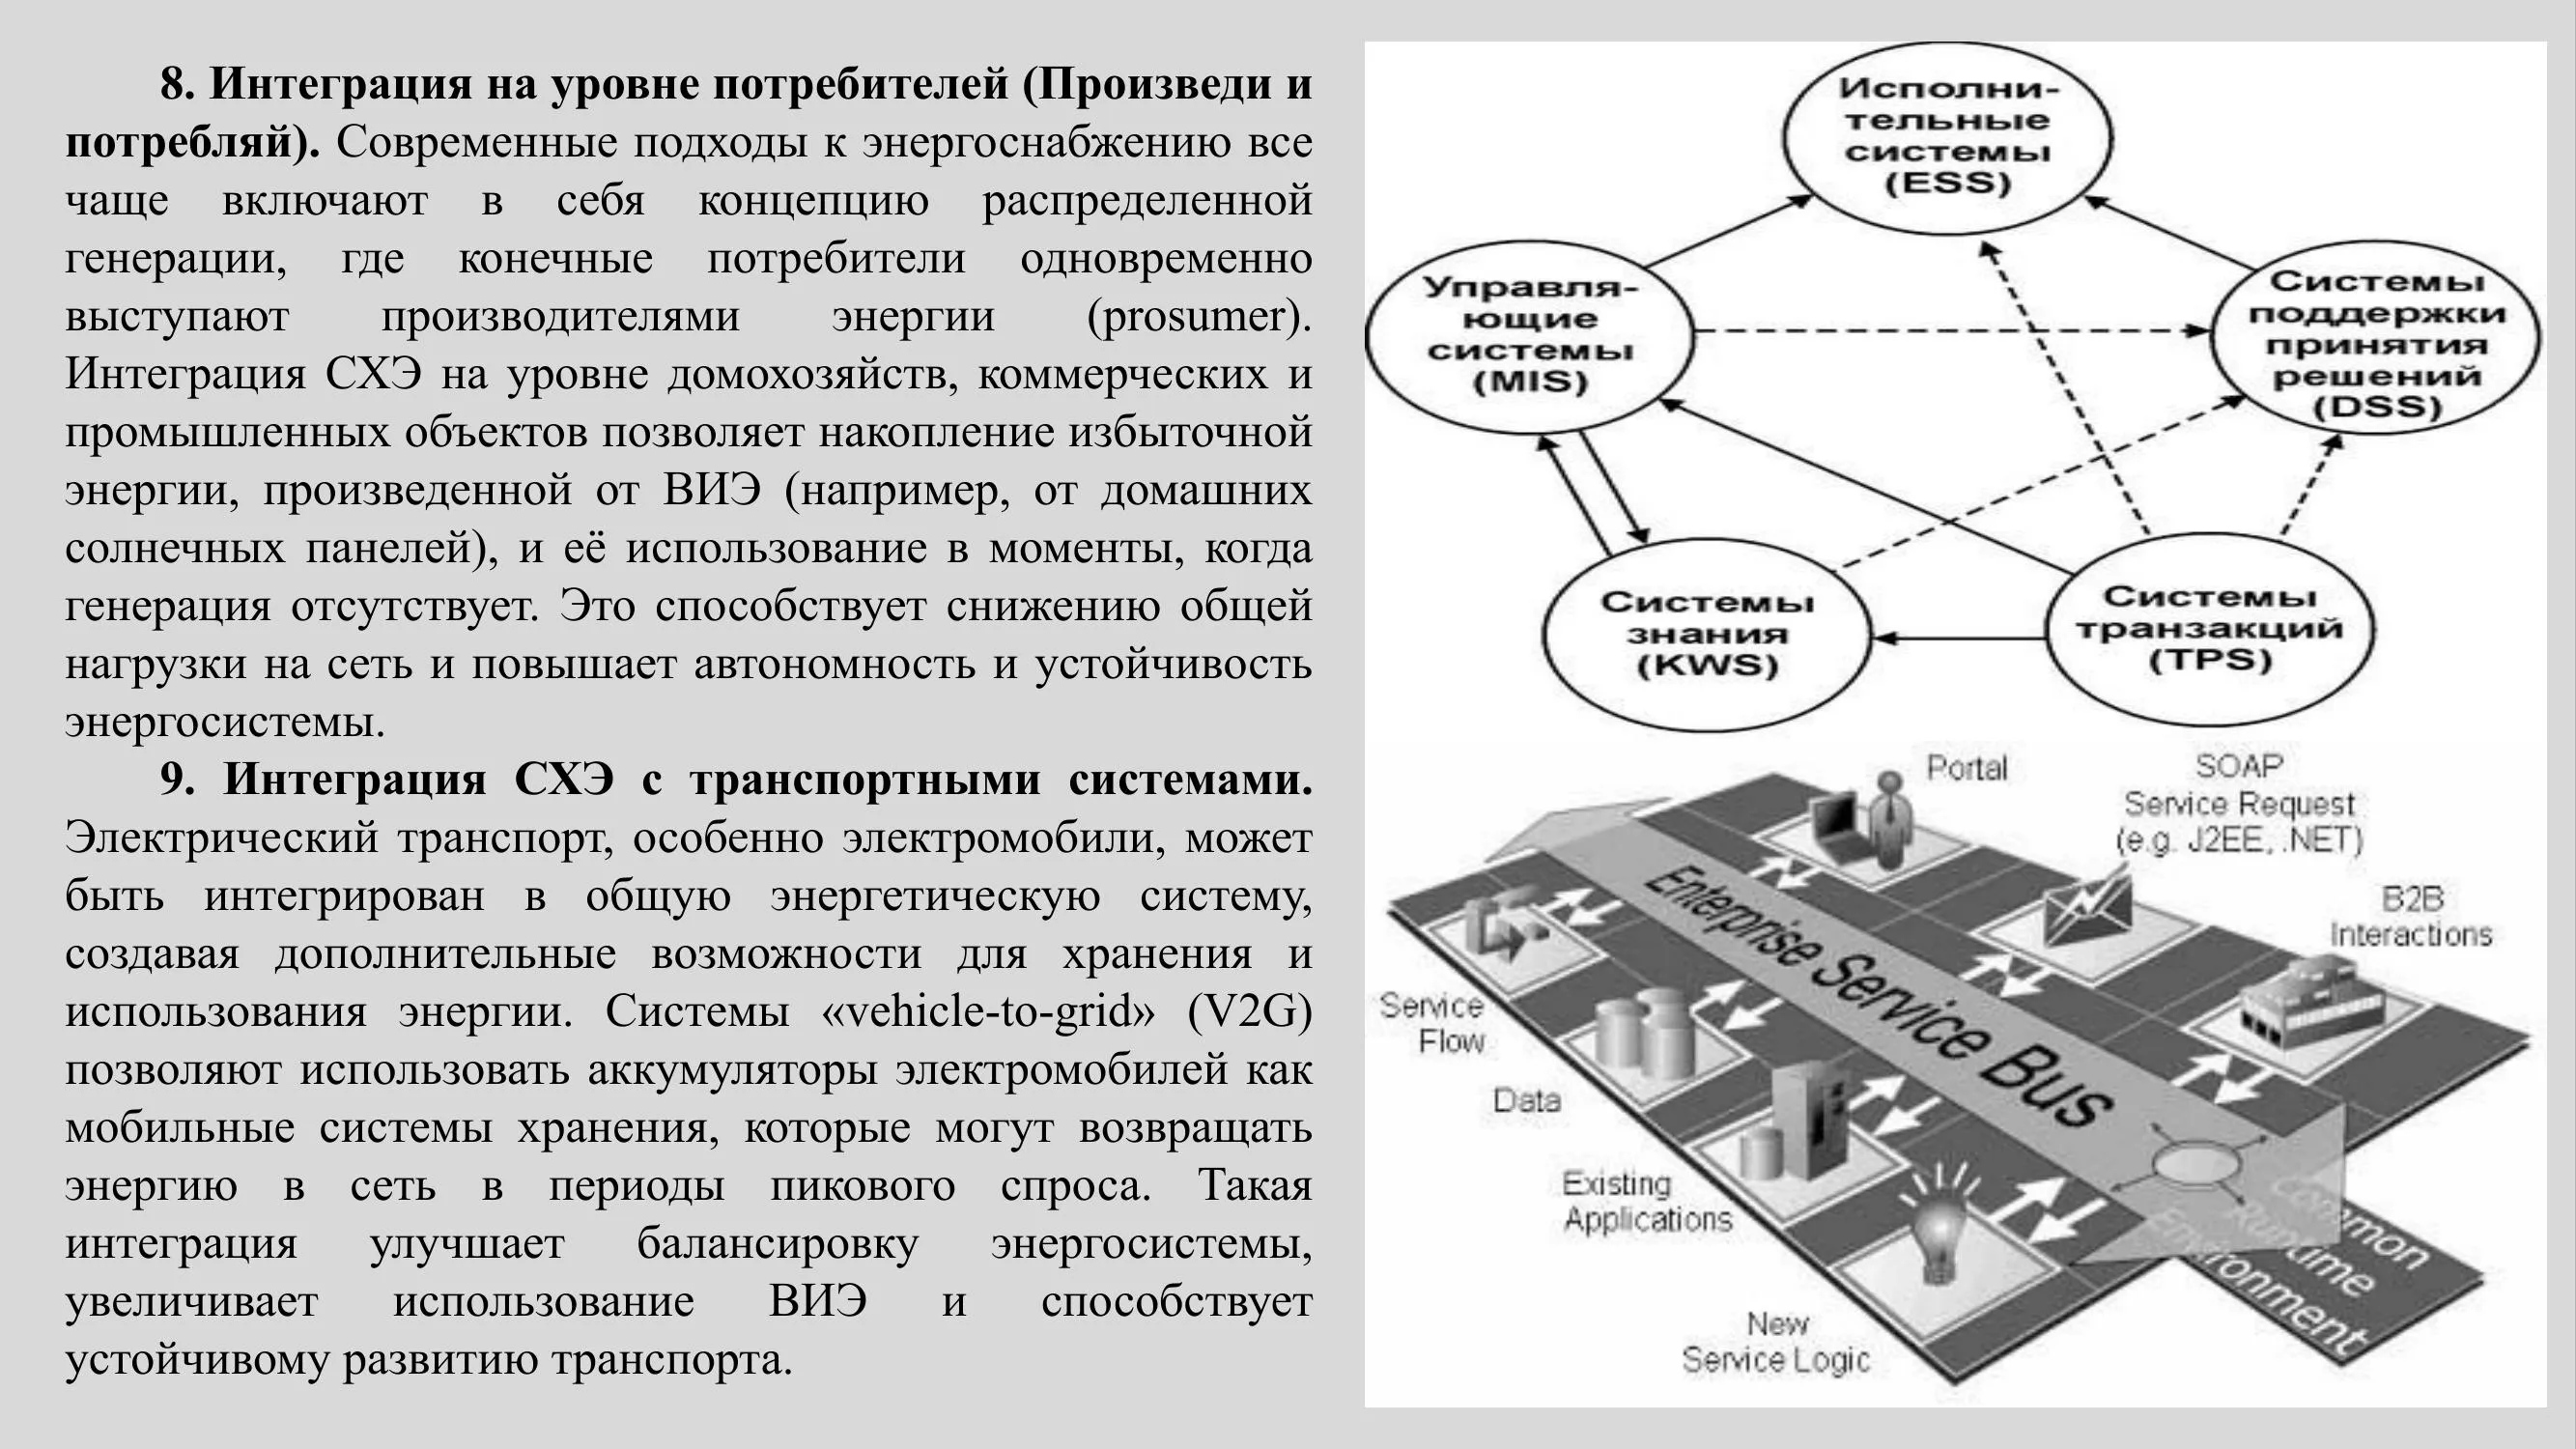 8. Интеграция на уровне потребителей (Произведи и
потребляй). Современные подходы к энергоснабжению все
чаще включают в себя концепцию распределенной
генерации, где конечные потребители одновременно
выступают производителями энергии (prosumer).
Интеграция СХЭ на уровне домохозяйств, коммерческих и
промышленных объектов позволяет накопление избыточной
энергии, произведенной от ВИЭ (например, от домашних
солнечных панелей), и её использование в моменты, когда
генерация отсутствует. Это способствует снижению общей
нагрузки на сеть и повышает автономность и устойчивость
энергосистемы.
9. Интеграция СХЭ с транспортными системами.
Электрический транспорт, особенно электромобили, может
быть интегрирован в общую энергетическую систему,
создавая дополнительные возможности для хранения и
использования энергии. Системы «vehicle-to-grid» (V2G)
позволяют использовать аккумуляторы электромобилей как
мобильные системы хранения, которые могут возвращать
энергию в сеть в периоды пикового спроса. Такая
интеграция улучшает балансировку энергосистемы,
увеличивает использование ВИЭ и способствует
устойчивому развитию транспорта.
Исполни-
тельные
системы
(ESS)
Управля-
ющие
системы
(MIS)
Системы
поддержки
принятия
решений
(DSS)
Системы
знания
(KWS)
Системы
транзакций
(TPS)
Portal
SOAP
Service Request
(e.g. J2EE, .NET)
B2B
Interactions
Enterprise Service Bus
Service
Flow
Data
Existing
Applications
New
Service Logic
Common
Runtime
Environment